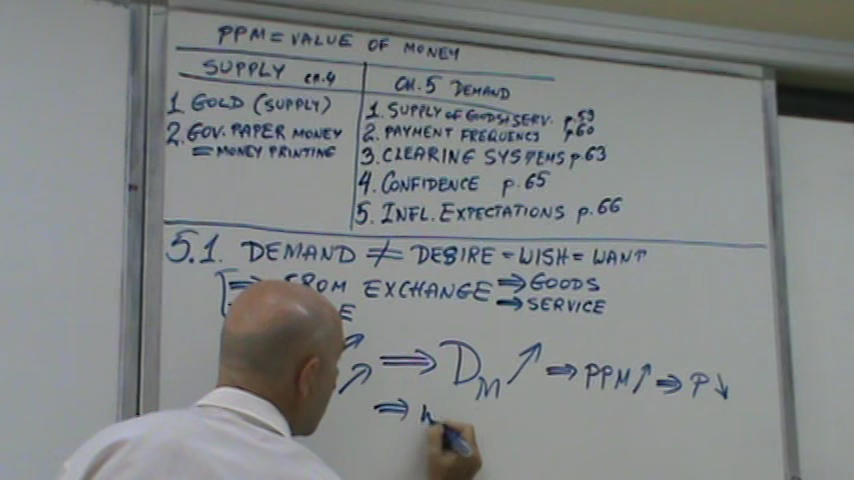 PPM = VALUE OF MONEY
SUPPLY CH.4
1 GOLD (SUPPLY)
2. GOV. PAPER MONEY
= MONEY PRINTING
CH. 5 DEMAND
1. SUPPLY OF GOODS & SERV. p.59
2. PAYMENT FREQUENCY p.60
3. CLEARING SYSTEMS p.63
4. CONFIDENCE p.65
5. INFL. EXPECTATIONS p.66
5.1. DEMAND ≠ DESIRE = WISH = WANT
⇒ FROM EXCHANGE ⇒ GOODS
⇒ SERVICE
↗
↗ ⇒ D_M ↗ ⇒ PPM ↑ ⇒ P ↓
⇒